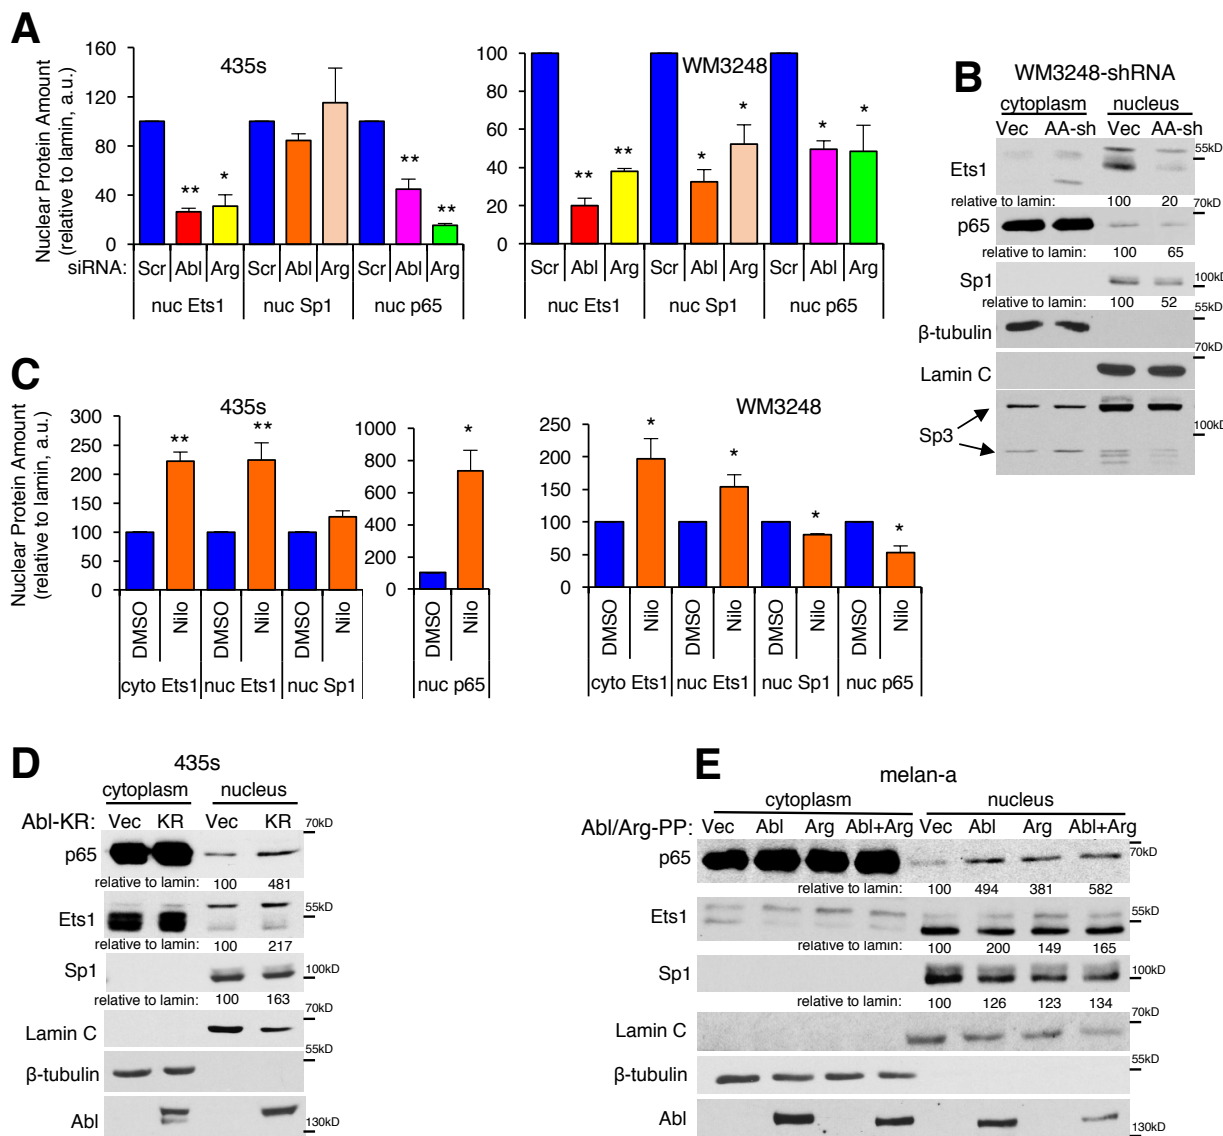 A
Nuclear Protein Amount
(relative to lamin, a.u.)
435s
160
120
80
40
0
** * ** **
siRNA: Scr Abl Arg Scr Abl Arg Scr Abl Arg
nuc Ets1 nuc Sp1 nuc p65
WM3248
100
80
60
40
20
0
** ** * * * *
Scr Abl Arg Scr Abl Arg Scr Abl Arg
nuc Ets1 nuc Sp1 nuc p65
B
WM3248-shRNA
cytoplasm nucleus
Vec AA-sh Vec AA-sh
Ets1 55kD
relative to lamin: 100 20
70kD
p65
relative to lamin: 100 65
Sp1 100kD
relative to lamin: 100 52
55kD
β-tubulin
70kD
Lamin C
Sp3
100kD
C
Nuclear Protein Amount
(relative to lamin, a.u.)
435s
300
250
200
150
100
50
0
** **
DMSO Nilo DMSO Nilo DMSO Nilo
cyto Ets1 nuc Ets1 nuc Sp1
1000
800
600
400
200
0
*
DMSO Nilo
nuc p65
WM3248
250
200
150
100
50
0
* * * *
DMSO Nilo DMSO Nilo DMSO Nilo DMSO Nilo
cyto Ets1 nuc Ets1 nuc Sp1 nuc p65
D
435s
cytoplasm nucleus
Abl-KR: Vec KR Vec KR
70kD
p65
relative to lamin: 100 481
Ets1 55kD
relative to lamin: 100 217
Sp1 100kD
relative to lamin: 100 163
70kD
Lamin C
55kD
β-tubulin
Abl
130kD
E
melan-a
cytoplasm nucleus
Abl/Arg-PP: Vec Abl Arg Abl+Arg Vec Abl Arg Abl+Arg
p65 70kD
relative to lamin: 100 494 381 582
Ets1 55kD
relative to lamin: 100 200 149 165
Sp1 100kD
relative to lamin: 100 126 123 134
70kD
Lamin C
55kD
β-tubulin
Abl
130kD